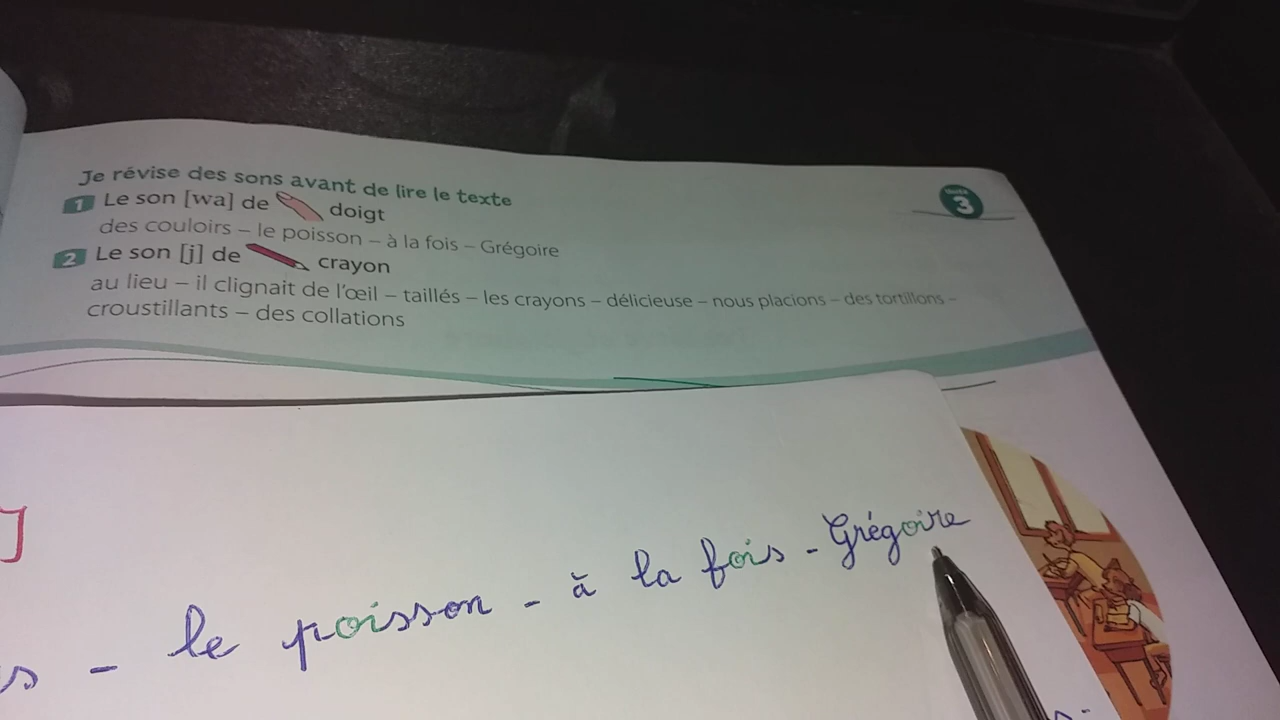 Je révise des sons avant de lire le texte
3
1 Le son [wa] de doigt
des couloirs – le poisson – à la fois – Grégoire
2 Le son [j] de crayon
au lieu – il clignait de l'œil – taillés – les crayons – délicieuse – nous placions – des tortillons –
croustillants – des collations
]
s - le poisson - à la fois - Grégoire